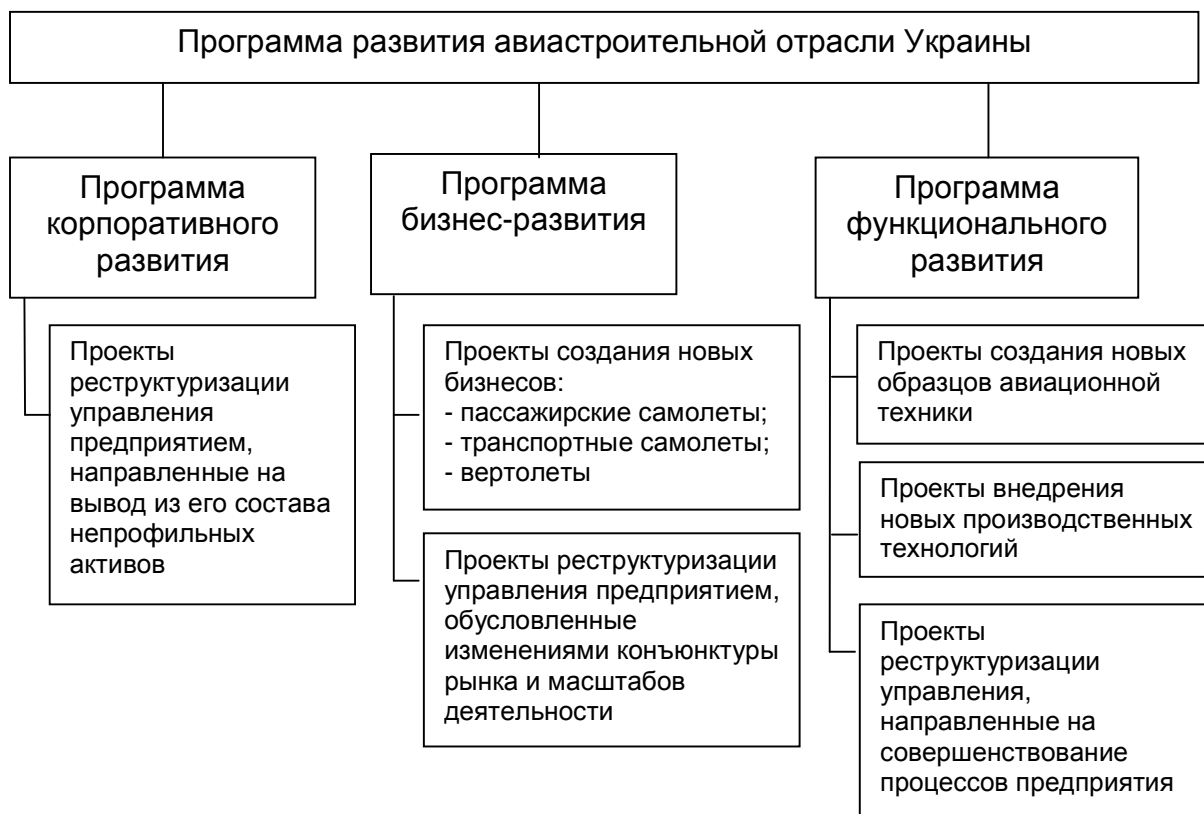 Программа развития авиастроительной отрасли Украины
Программа
корпоративного
развития
Проекты
реструктуризации
управления
предприятием,
направленные на
вывод из его состава
непрофильных
активов
Программа
бизнес-развития
Проекты создания новых
бизнесов:
- пассажирские самолеты;
- транспортные самолеты;
- вертолеты
Проекты реструктуризации
управления предприятием,
обусловленные
изменениями конъюнктуры
рынка и масштабов
деятельности
Программа
функционального
развития
Проекты создания новых
образцов авиационной
техники
Проекты внедрения
новых производственных
технологий
Проекты
реструктуризации
управления,
направленные на
совершенствование
процессов предприятия